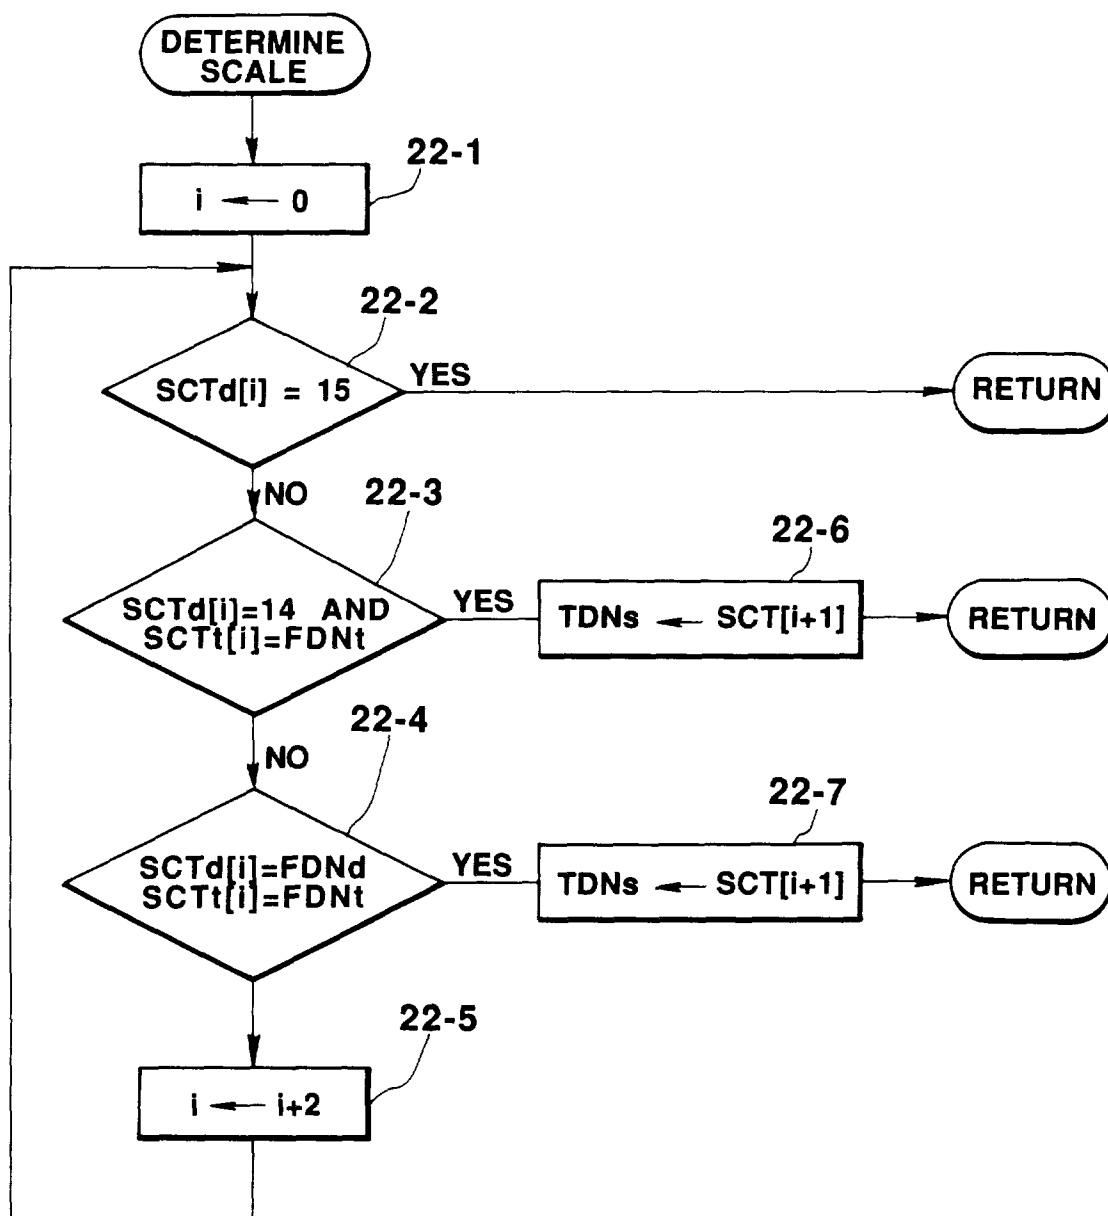 DETERMINE
SCALE
22-1
i ← 0
22-2
SCTd[i] = 15
YES
RETURN
NO
22-3
SCTd[i]=14 AND
SCTt[i]=FDNt
YES
22-6
TDNs ← SCT[i+1]
RETURN
NO
22-4
SCTd[i]=FDNd
SCTt[i]=FDNt
YES
22-7
TDNs ← SCT[i+1]
RETURN
22-5
i ← i+2